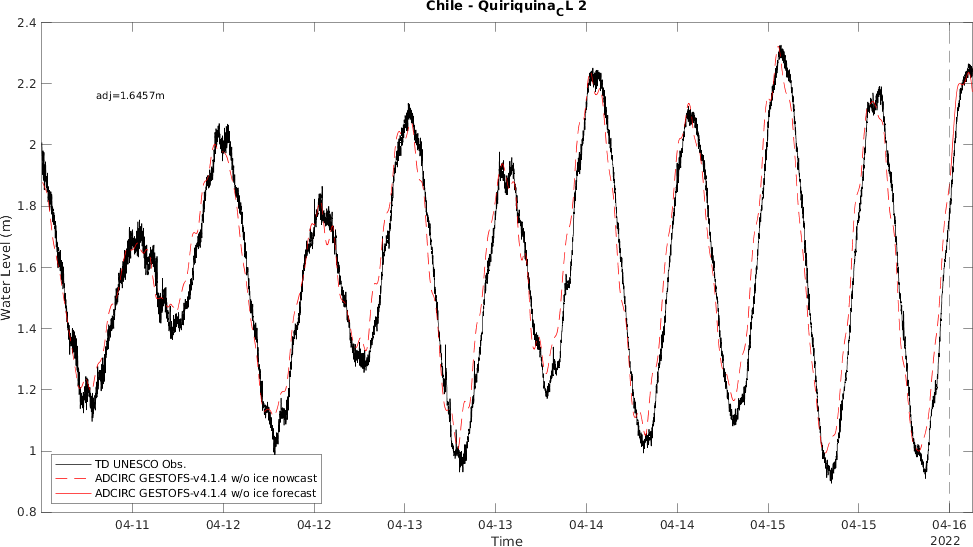 Chile - Quiriquina_CL 2
2.4
2.2
2
1.8
1.6
1.4
1.2
1
0.8
adj=1.6457m
Water Level (m)
TD UNESCO Obs.
ADCIRC GESTOFS-v4.1.4 w/o ice nowcast
ADCIRC GESTOFS-v4.1.4 w/o ice forecast
04-11 04-12 04-12 04-13 04-13 04-14 04-14 04-15 04-15 04-16
Time
2022